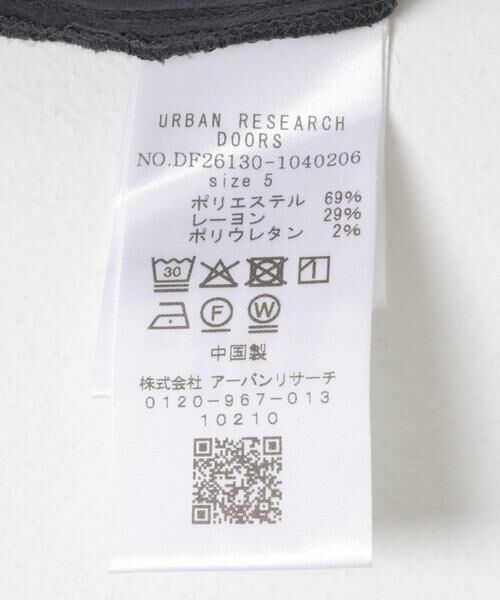 URBAN RESEARCH
DOORS
NO.DF26130-1040206
size 5
ポリエステル 69%
レーヨン 29%
ポリウレタン 2%
30
F W
中国製
株式会社 アーバンリサーチ
0120-967-013
10210